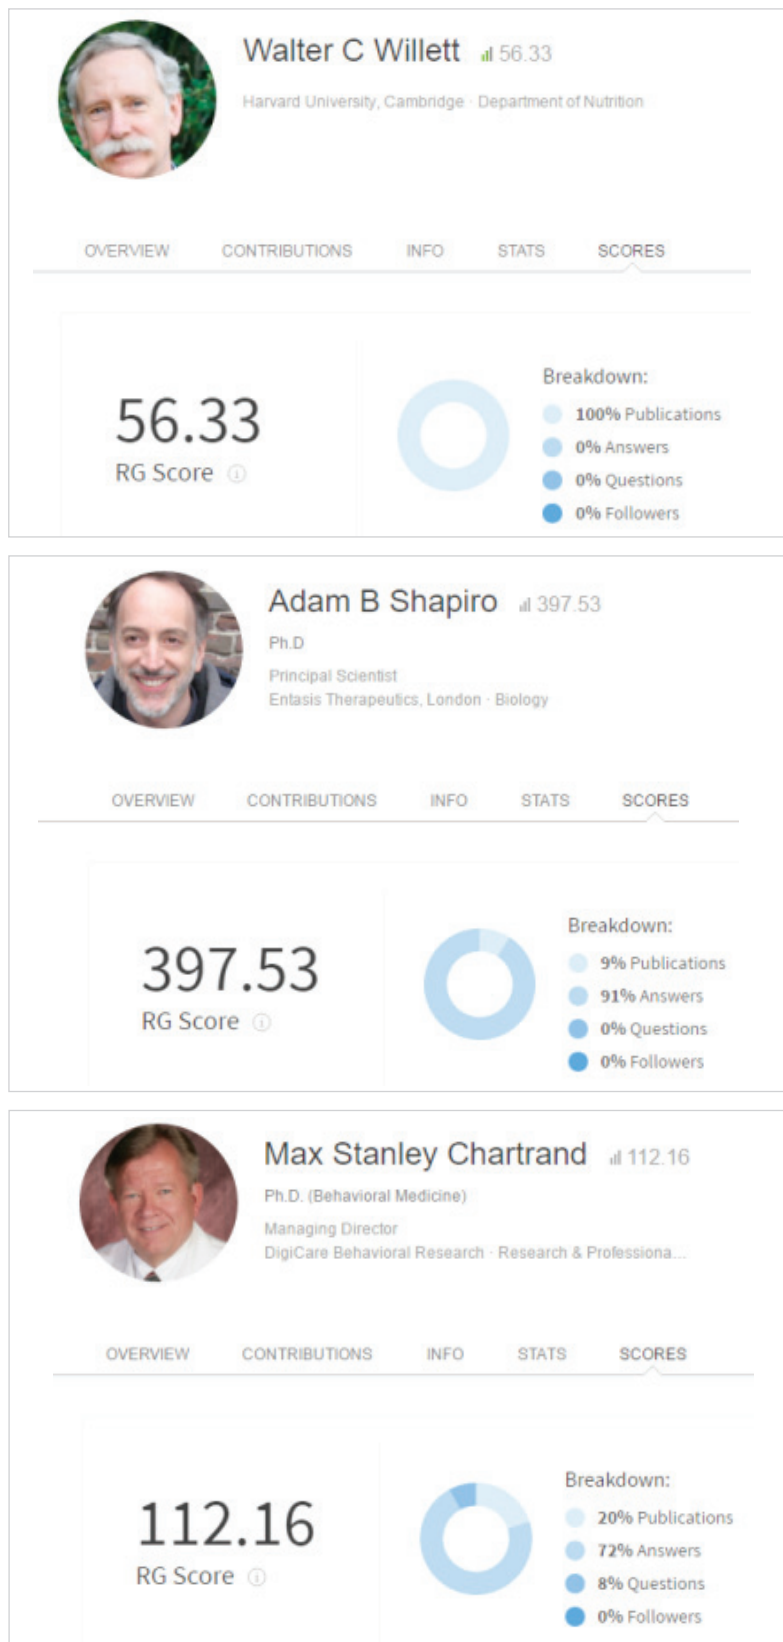 Walter C Willett 56.33
Harvard University, Cambridge · Department of Nutrition
OVERVIEW CONTRIBUTIONS INFO STATS SCORES
56.33
RG Score
Breakdown:
100% Publications
0% Answers
0% Questions
0% Followers
Adam B Shapiro 397.53
Ph.D
Principal Scientist
Entasis Therapeutics, London · Biology
OVERVIEW CONTRIBUTIONS INFO STATS SCORES
397.53
RG Score
Breakdown:
9% Publications
91% Answers
0% Questions
0% Followers
Max Stanley Chartrand 112.16
Ph.D. (Behavioral Medicine)
Managing Director
DigiCare Behavioral Research · Research & Professiona...
OVERVIEW CONTRIBUTIONS INFO STATS SCORES
112.16
RG Score
Breakdown:
20% Publications
72% Answers
8% Questions
0% Followers